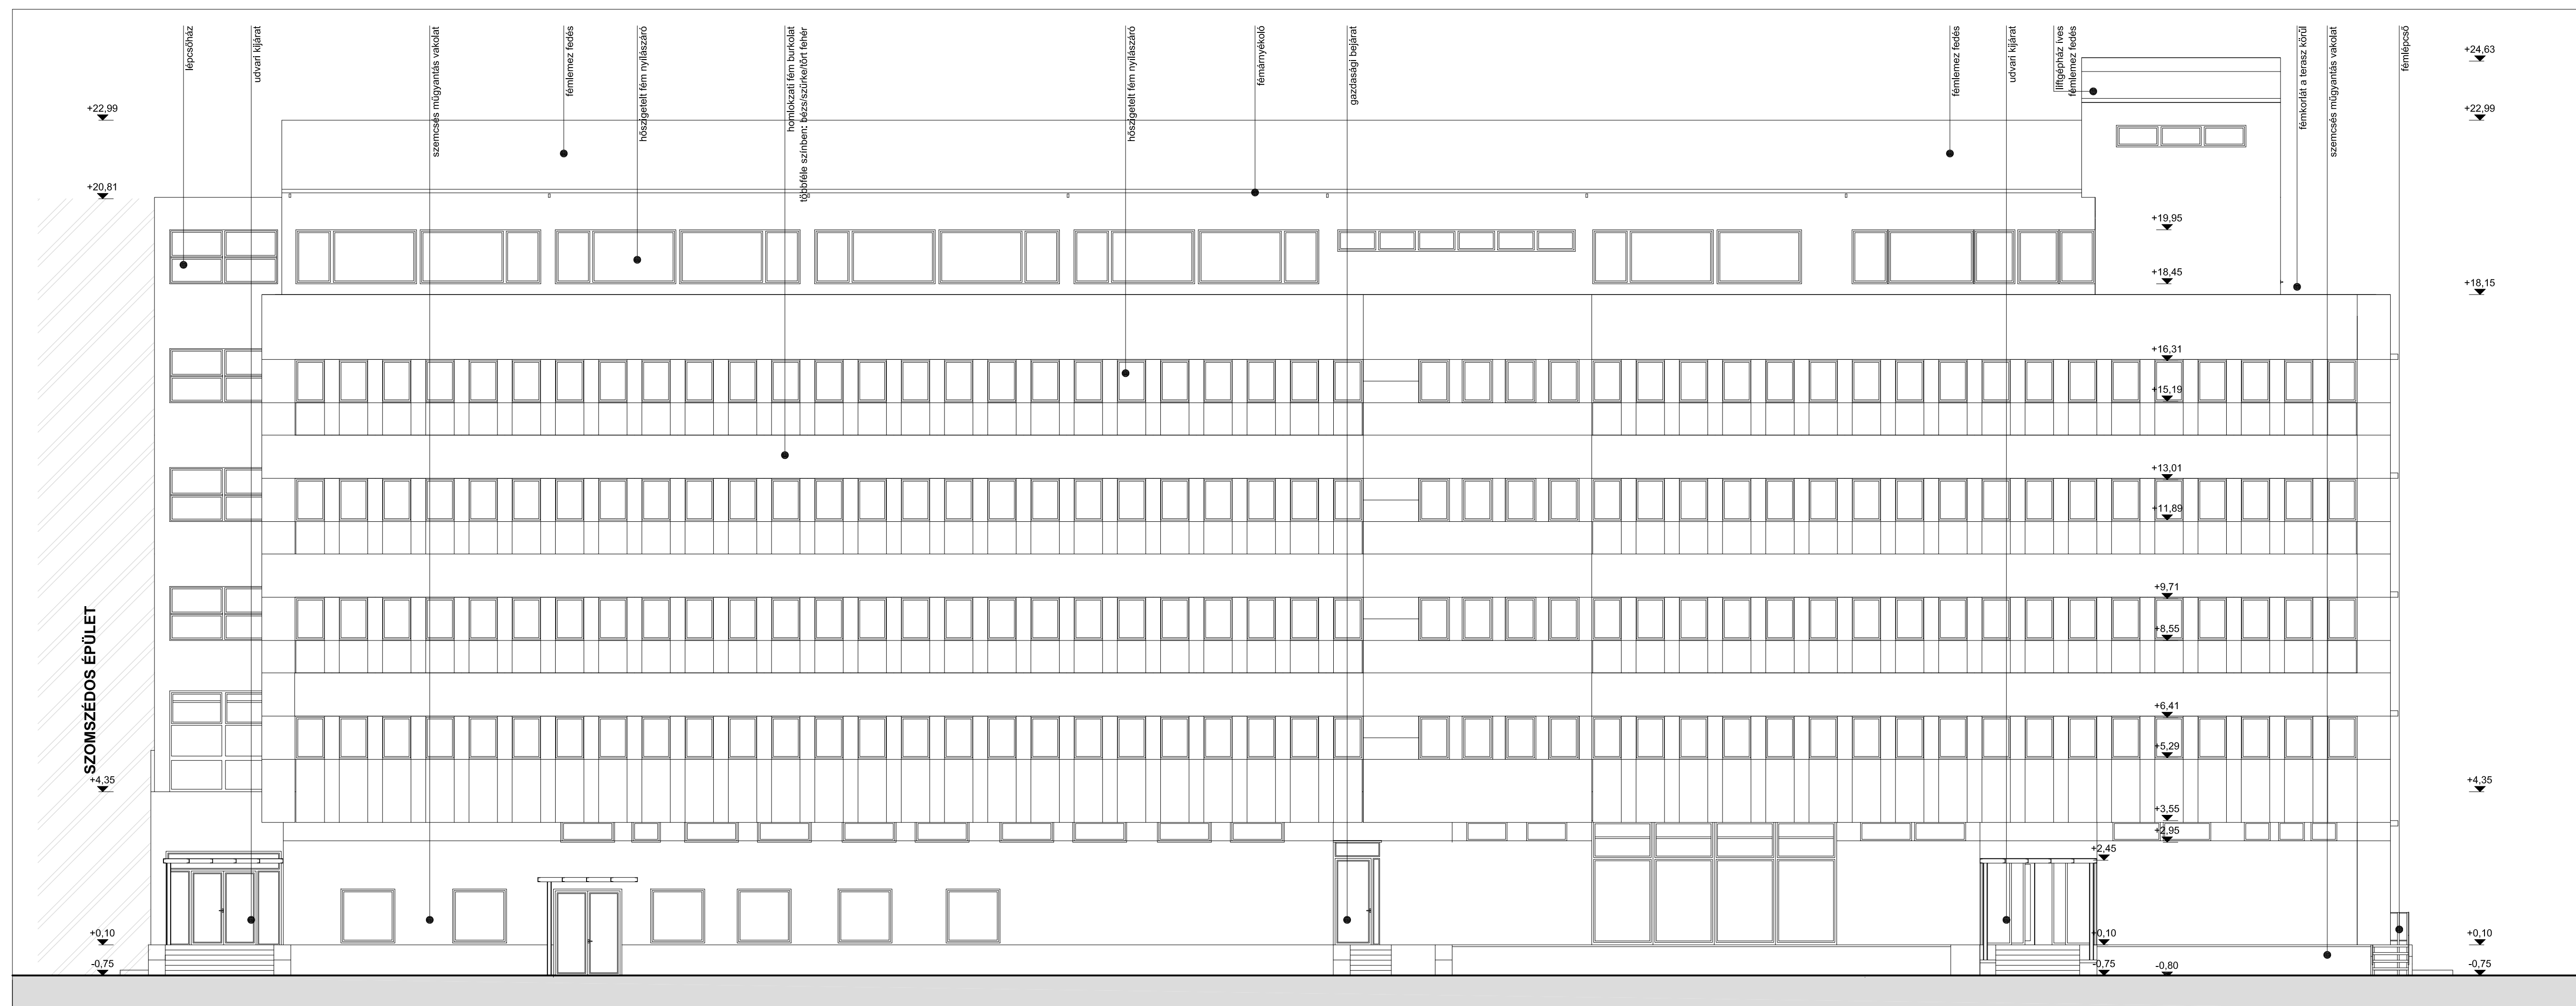 lépcsőház
udvari kijárat
szemcsés műgyantás vakolat
fémlemez fedés
hőszigetelt fém nyílászáró
homlokzati fém burkolat
többféle színben: bézs/szürke/tört fehér
hőszigetelt fém nyílászáró
fémárnyékoló
gazdasági bejárat
fémlemez fedés
udvari kijárat
liftgépház íves
fémlemez fedés
fémkorlát a terasz körül
szemcsés műgyantás vakolat
fémlépcső
+24,63
+22,99
+22,99
+20,81
+19,95
+18,45
+18,15
+16,31
+15,19
+13,01
+11,89
+9,71
+8,55
SZOMSZÉDOS ÉPÜLET
+6,41
+5,29
+4,35
+4,35
+3,55
+2,95
+2,45
+0,10
+0,10
+0,10
-0,75
-0,75
-0,80
-0,75